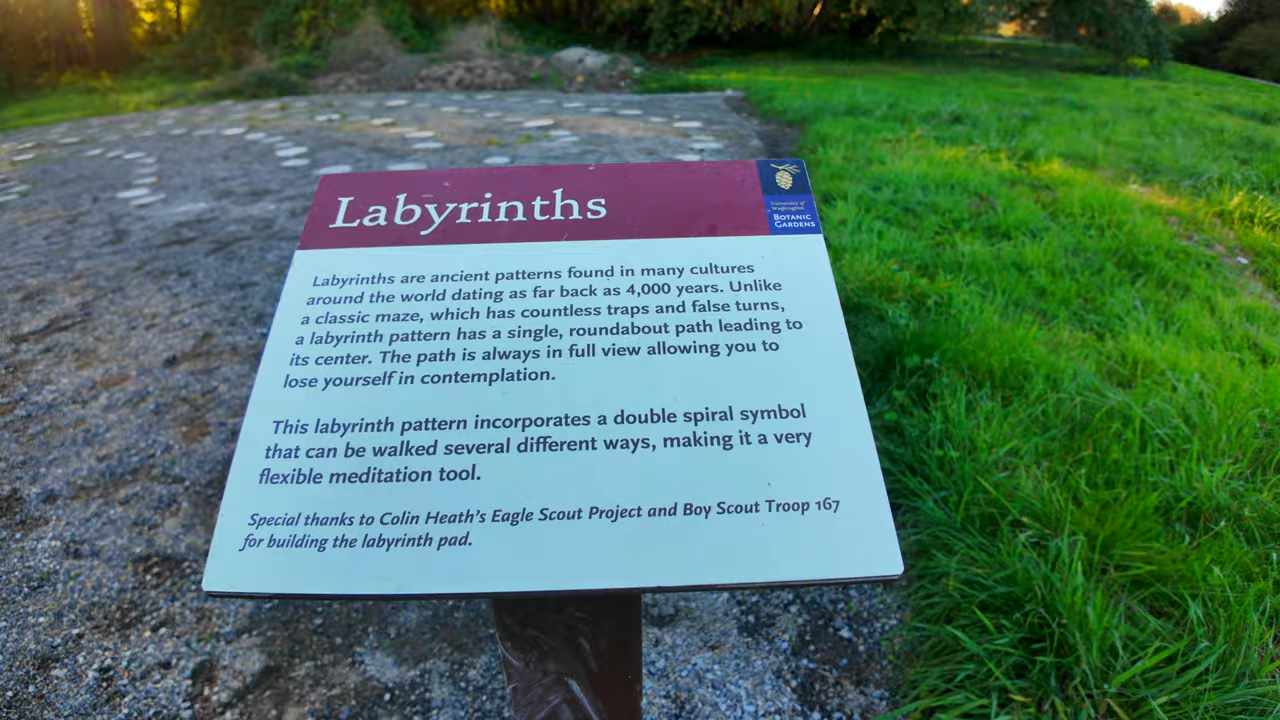 Labyrinths
University of
Washington
BOTANIC
GARDENS
Labyrinths are ancient patterns found in many cultures
around the world dating as far back as 4,000 years. Unlike
a classic maze, which has countless traps and false turns,
a labyrinth pattern has a single, roundabout path leading to
its center. The path is always in full view allowing you to
lose yourself in contemplation.
This labyrinth pattern incorporates a double spiral symbol
that can be walked several different ways, making it a very
flexible meditation tool.
Special thanks to Colin Heath's Eagle Scout Project and Boy Scout Troop 167
for building the labyrinth pad.